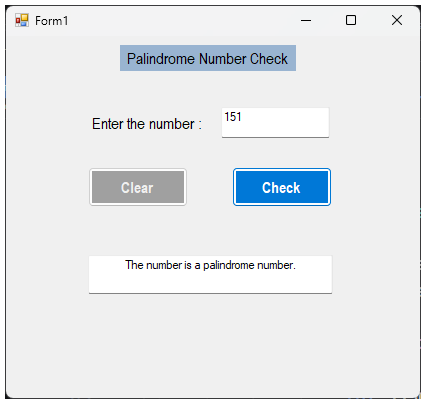 Form1
Palindrome Number Check
Enter the number :
151
Clear
Check
The number is a palindrome number.